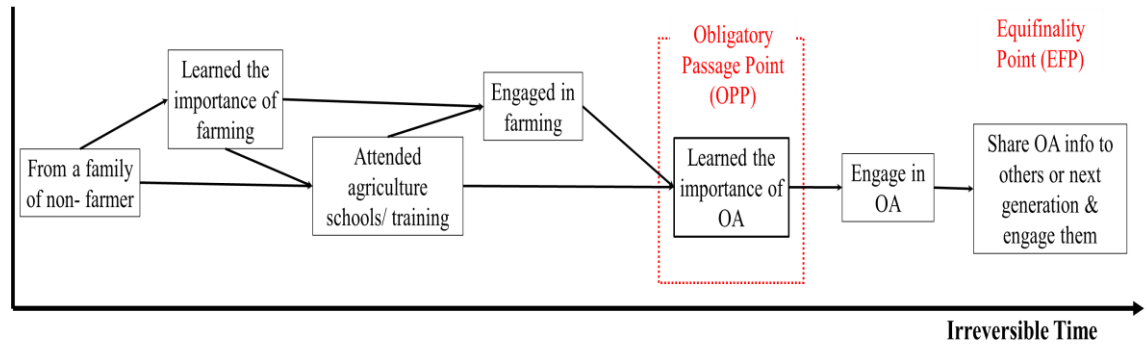 From a family
of non- farmer
Learned the
importance of
farming
Attended
agriculture
schools/ training
Engaged in
farming
Obligatory
Passage Point
(OPP)
Learned the
importance of
OA
Engage in
OA
Equifinality
Point (EFP)
Share OA info to
others or next
generation &
engage them
Irreversible Time